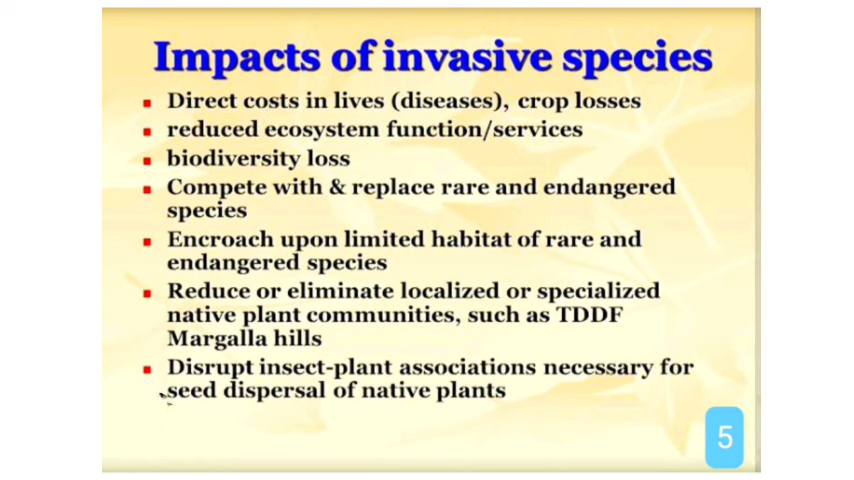 Impacts of invasive species
Direct costs in lives (diseases), crop losses
reduced ecosystem function/services
biodiversity loss
Compete with & replace rare and endangered
species
Encroach upon limited habitat of rare and
endangered species
Reduce or eliminate localized or specialized
native plant communities, such as TDDF
Margalla hills
Disrupt insect-plant associations necessary for
seed dispersal of native plants
5